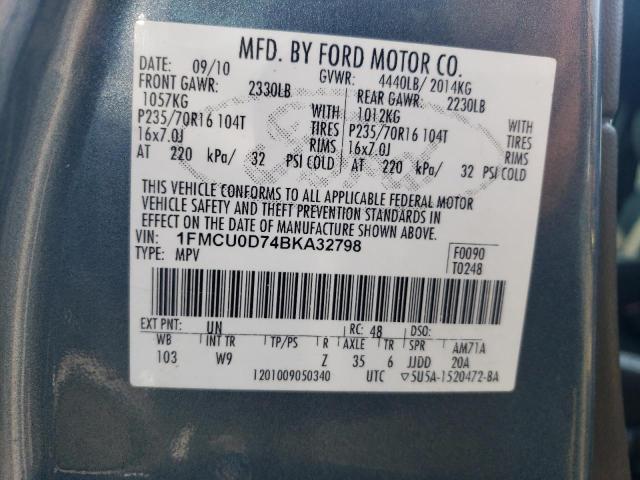 MFD. BY FORD MOTOR CO.
DATE: 09/10 GVWR: 4440LB/ 2014KG
FRONT GAWR: 2330LB REAR GAWR: 2230LB
1057KG WITH 1012KG WITH
P235/70R16 104T TIRES P235/70R16 104T TIRES
16x7.0J RIMS 16x7.0J RIMS
AT 220 kPa/ 32 PSI COLD AT 220 kPa/ 32 PSI COLD
THIS VEHICLE CONFORMS TO ALL APPLICABLE FEDERAL MOTOR
VEHICLE SAFETY AND THEFT PREVENTION STANDARDS IN
EFFECT ON THE DATE OF MANUFACTURE SHOWN ABOVE.
VIN: 1FMCU0D74BKA32798 F0090
TYPE: MPV T0248
EXT PNT: UN RC: 48 DSO:
WB INT TR TP/PS R AXLE TR SPR AM71A
103 W9 Z 35 6 JJDD 20A
1201009050340 UTC ▽5U5A-1520472-BA